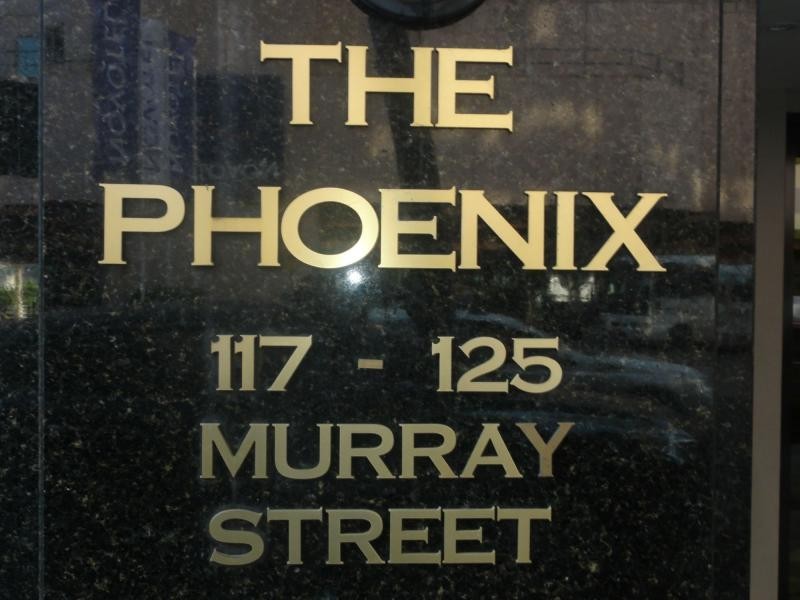 THE
PHOENIX
117 - 125
MURRAY
STREET